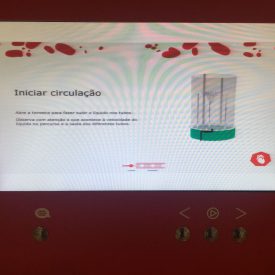 Iniciar circulação
Abre a torneira para fazer subir o líquido nos tubos.
Observa com atenção o que acontece à velocidade do
líquido no percurso e à saída dos diferentes tubos.